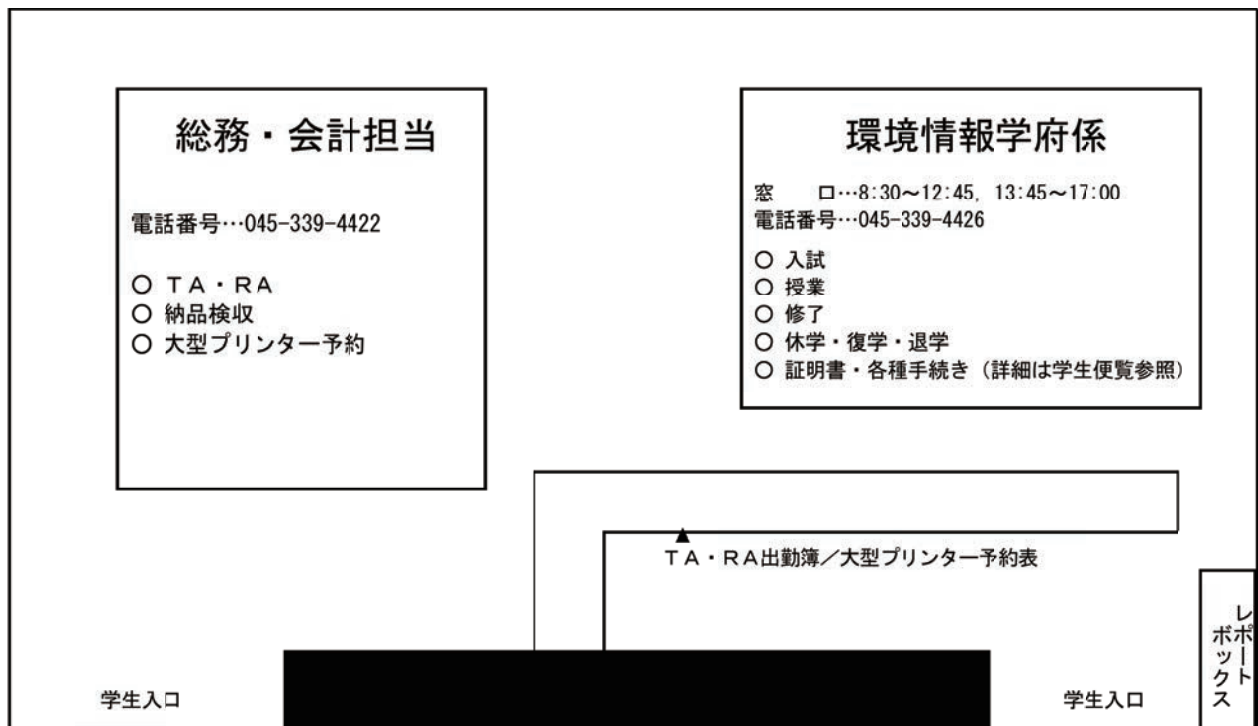 総務・会計担当
電話番号…045-339-4422
○ ＴＡ・ＲＡ
○ 納品検収
○ 大型プリンター予約
環境情報学府係
窓　　口…8:30～12:45, 13:45～17:00
電話番号…045-339-4426
○ 入試
○ 授業
○ 修了
○ 休学・復学・退学
○ 証明書・各種手続き（詳細は学生便覧参照）
▲
ＴＡ・ＲＡ出勤簿／大型プリンター予約表
レポート
ボックス
学生入口
学生入口